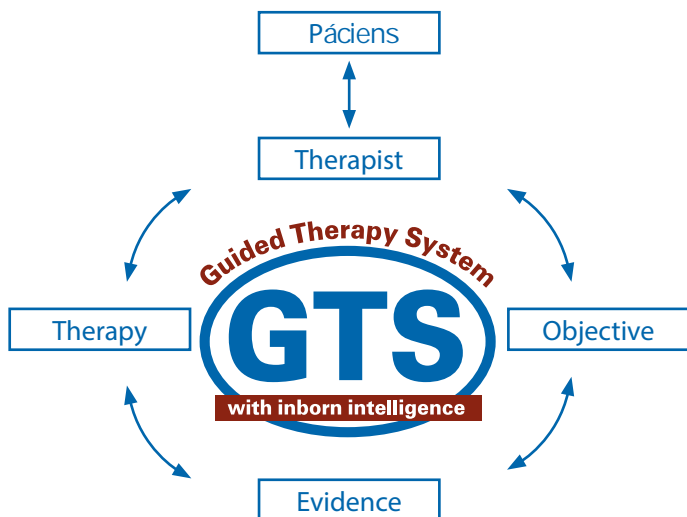 Páciens
Therapist
Guided Therapy System
Therapy
GTS
Objective
with inborn intelligence
Evidence